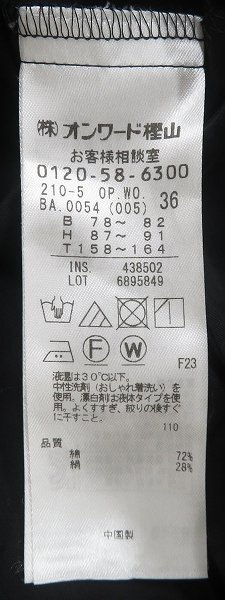 ㈱オンワード樫山
お客様相談室
0120-58-6300
210-5 OP.WO.
BA.0054 (005) 36
B 78〜 82
H 87〜 91
T 158〜164
INS. 438502
LOT 6895849
F W
F23
液温は30℃以下。
中性洗剤(おしゃれ着洗い)を
使用。漂白剤は液体タイプを使
用。よくすすぎ、絞りの後すぐ
に干すこと。
110
品質
綿 72%
絹 28%
中国製